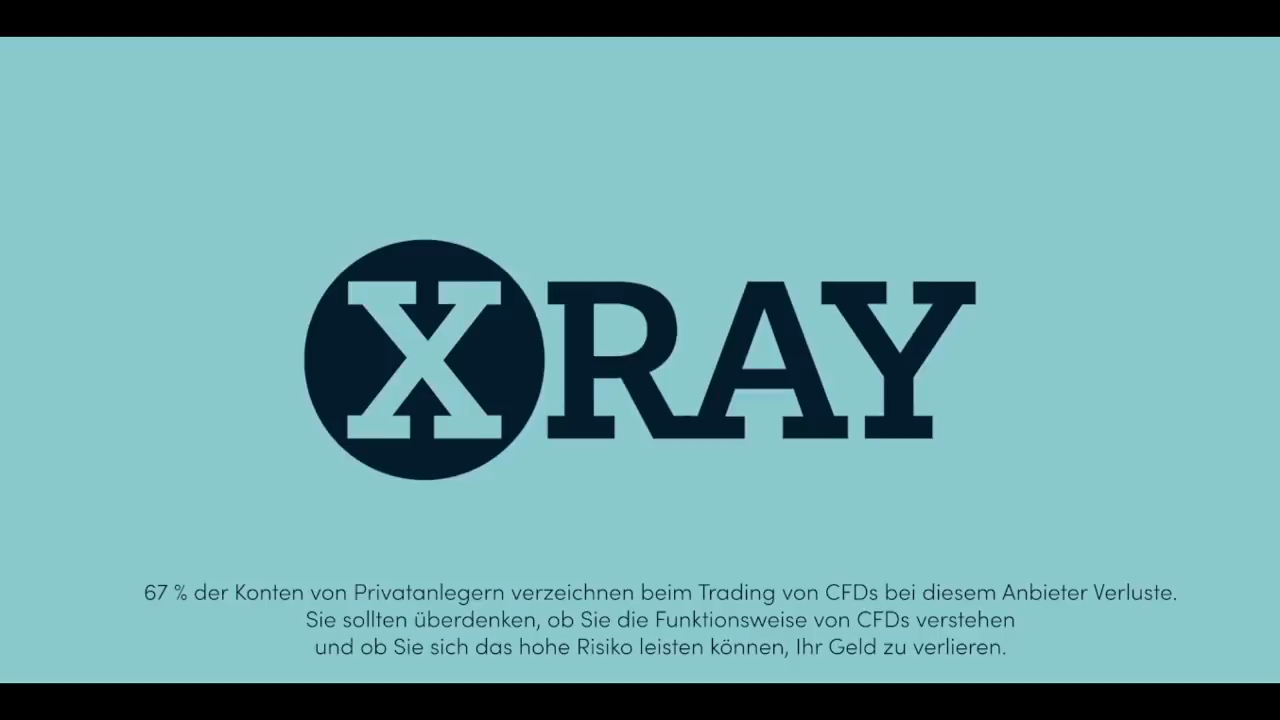 XRAY
67 % der Konten von Privatanlegern verzeichnen beim Trading von CFDs bei diesem Anbieter Verluste.
Sie sollten überdenken, ob Sie die Funktionsweise von CFDs verstehen
und ob Sie sich das hohe Risiko leisten können, Ihr Geld zu verlieren.